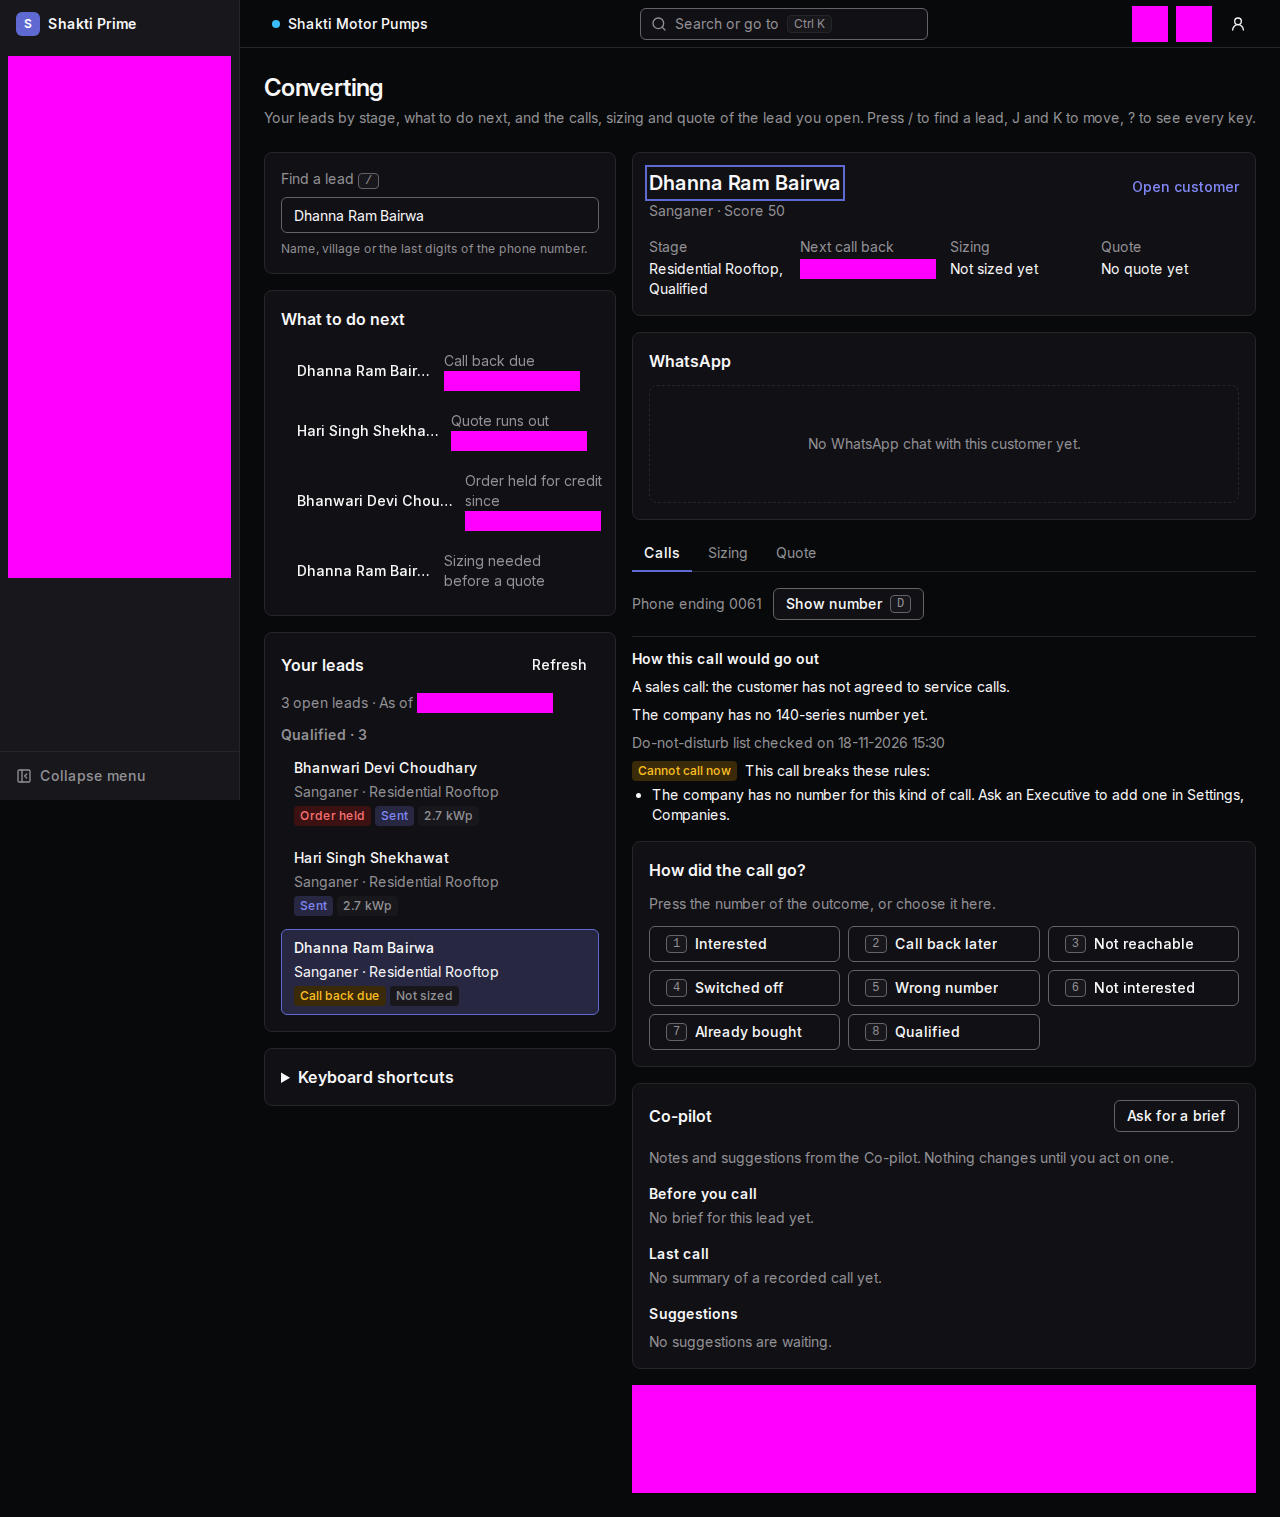 S Shakti Prime
Shakti Motor Pumps
Search or go to Ctrl K
Converting
Your leads by stage, what to do next, and the calls, sizing and quote of the lead you open. Press / to find a lead, J and K to move, ? to see every key.
Find a lead /
Dhanna Ram Bairwa
Name, village or the last digits of the phone number.
What to do next
Dhanna Ram Bair...
Call back due
Hari Singh Shekha...
Quote runs out
Bhanwari Devi Chou...
Order held for credit
since
Dhanna Ram Bair...
Sizing needed
before a quote
Your leads
Refresh
3 open leads · As of
Qualified · 3
Bhanwari Devi Choudhary
Sanganer · Residential Rooftop
Order held Sent 2.7 kWp
Hari Singh Shekhawat
Sanganer · Residential Rooftop
Sent 2.7 kWp
Dhanna Ram Bairwa
Sanganer · Residential Rooftop
Call back due Not sized
Keyboard shortcuts
Collapse menu
Dhanna Ram Bairwa
Open customer
Sanganer · Score 50
Stage
Residential Rooftop,
Qualified
Next call back
Sizing
Not sized yet
Quote
No quote yet
WhatsApp
No WhatsApp chat with this customer yet.
Calls Sizing Quote
Phone ending 0061 Show number D
How this call would go out
A sales call: the customer has not agreed to service calls.
The company has no 140-series number yet.
Do-not-disturb list checked on 18-11-2026 15:30
Cannot call now This call breaks these rules:
• The company has no number for this kind of call. Ask an Executive to add one in Settings,
Companies.
How did the call go?
Press the number of the outcome, or choose it here.
1 Interested
2 Call back later
3 Not reachable
4 Switched off
5 Wrong number
6 Not interested
7 Already bought
8 Qualified
Co-pilot
Ask for a brief
Notes and suggestions from the Co-pilot. Nothing changes until you act on one.
Before you call
No brief for this lead yet.
Last call
No summary of a recorded call yet.
Suggestions
No suggestions are waiting.